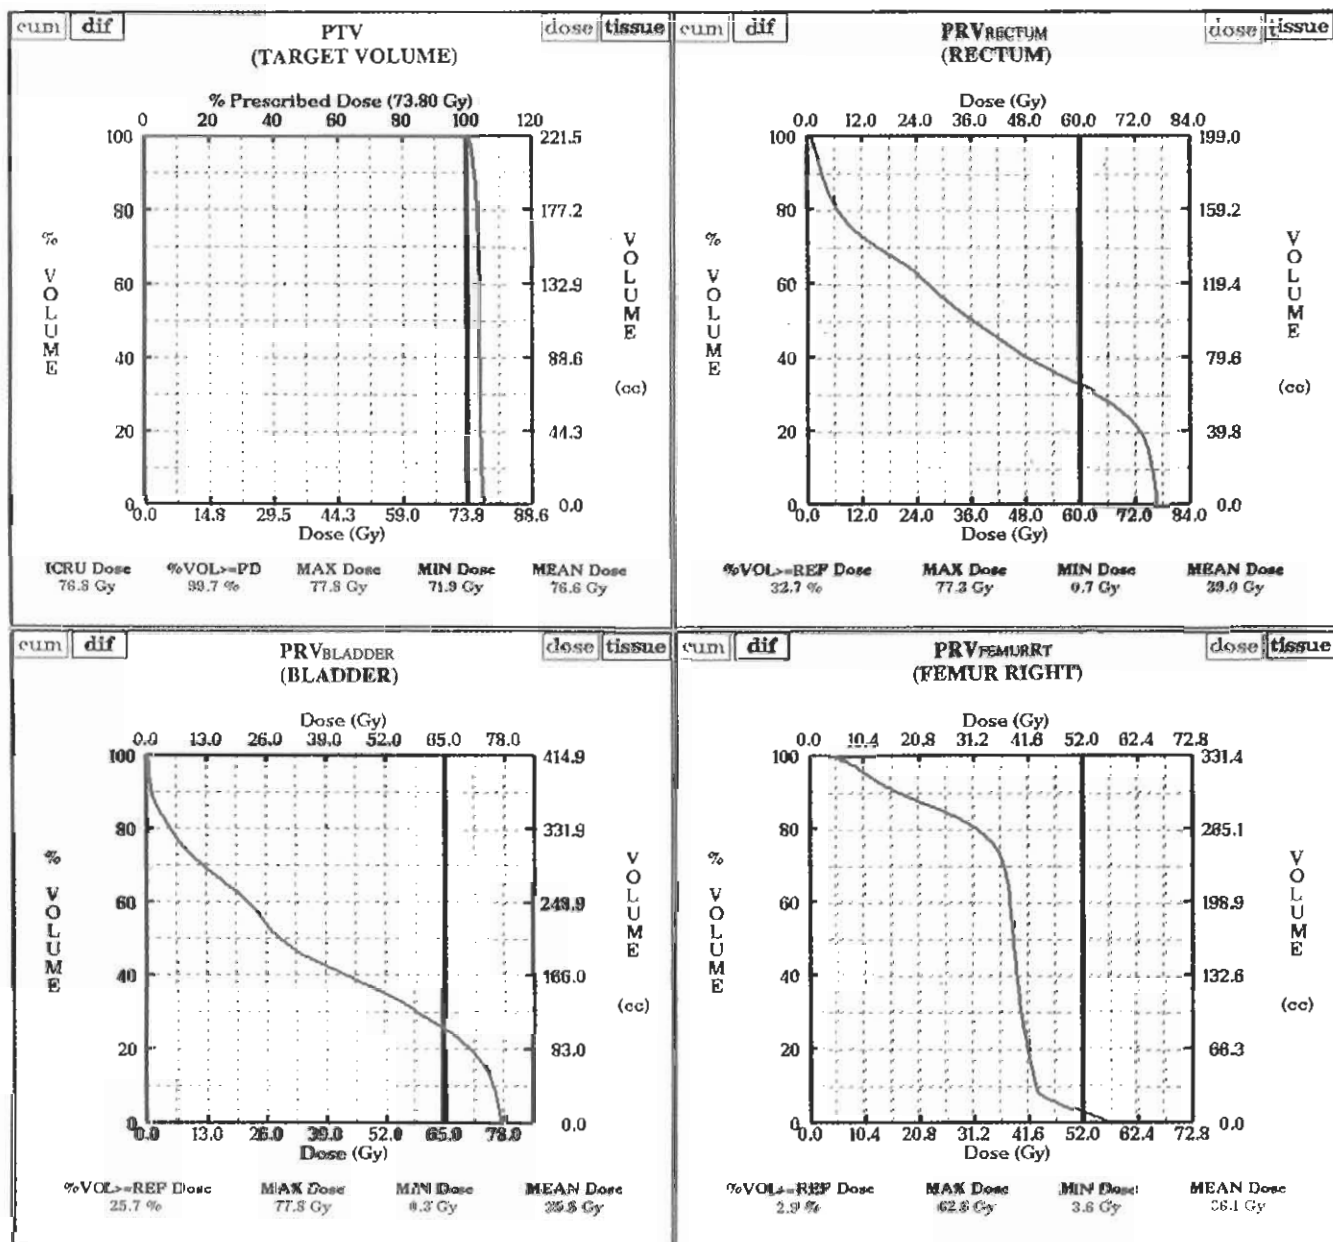 cum dif PTV dose tissue
(TARGET VOLUME)
% Prescribed Dose (73.80 Gy)
0 20 40 60 80 100 120
100 221.5
80 177.2
60 132.9
40 88.6
20 44.3
0 0.0
% VOLUME
VOLUME (cc)
0.0 14.8 29.5 44.3 59.0 73.8 88.6
Dose (Gy)
ICRU Dose %VOL>=PD MAX Dose MIN Dose MEAN Dose
76.8 Gy 99.7 % 77.8 Gy 71.9 Gy 76.6 Gy
cum dif PRVRECTUM dose tissue
(RECTUM)
Dose (Gy)
0.0 12.0 24.0 36.0 48.0 60.0 72.0 84.0
100 199.0
80 159.2
60 119.4
40 79.6
20 39.8
0 0.0
% VOLUME
VOLUME (cc)
0.0 12.0 24.0 36.0 48.0 60.0 72.0 84.0
Dose (Gy)
%VOL>=REF Dose MAX Dose MIN Dose MEAN Dose
32.7 % 77.3 Gy 0.7 Gy Gy
cum dif PRVBLADDER dose tissue
(BLADDER)
Dose (Gy)
0.0 13.0 26.0 39.0 52.0 65.0 78.0
100 414.9
80 331.9
60
40 166.0
20 83.0
0 0.0
% VOLUME
VOLUME (cc)
0.0 13.0 26.0 39.0 52.0 65.0 78.0
Dose (Gy)
%VOL>=REF Dose MAX Dose MIN Dose MEAN Dose
25.7 % 77.8 Gy 0.3 Gy Gy
cum dif PRVFEMURRT dose tissue
(FEMUR RIGHT)
Dose (Gy)
0.0 10.4 20.8 31.2 41.6 52.0 62.4 72.8
100 331.4
80 265.1
60 198.9
40 132.6
20 66.3
0 0.0
% VOLUME
VOLUME (cc)
0.0 10.4 20.8 31.2 41.6 52.0 62.4 72.8
Dose (Gy)
%VOL>=REF Dose MAX Dose MIN Dose MEAN Dose
2.9 % Gy 3.6 Gy 36.1 Gy